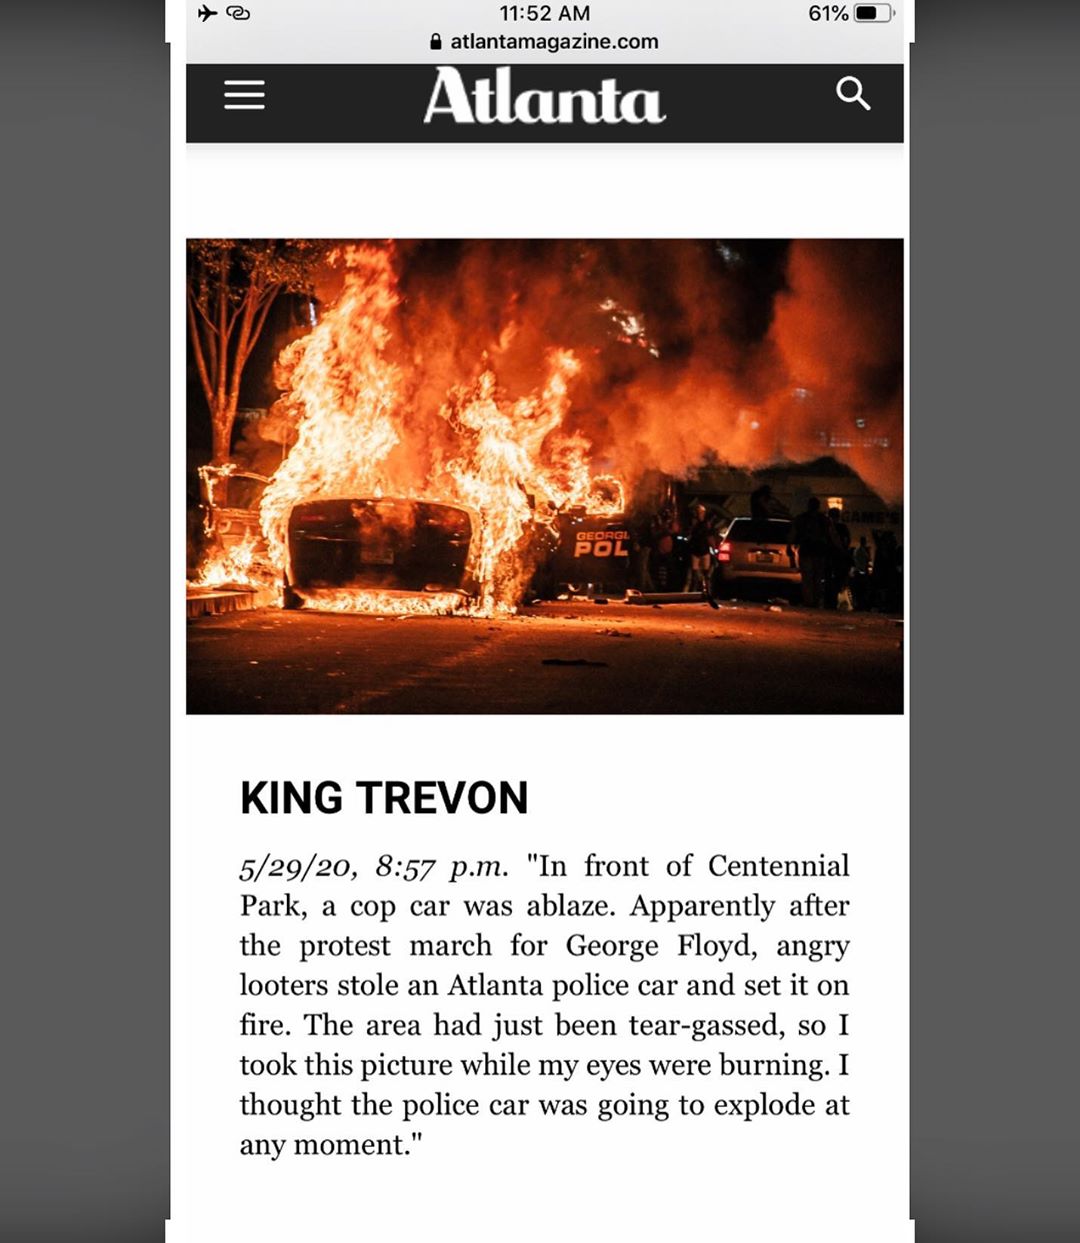 11:52 AM
61%
atlantamagazine.com
Atlanta
GEORGI
POL
GAME'S
KING TREVON
5/29/20, 8:57 p.m. "In front of Centennial
Park, a cop car was ablaze. Apparently after
the protest march for George Floyd, angry
looters stole an Atlanta police car and set it on
fire. The area had just been tear-gassed, so I
took this picture while my eyes were burning. I
thought the police car was going to explode at
any moment."